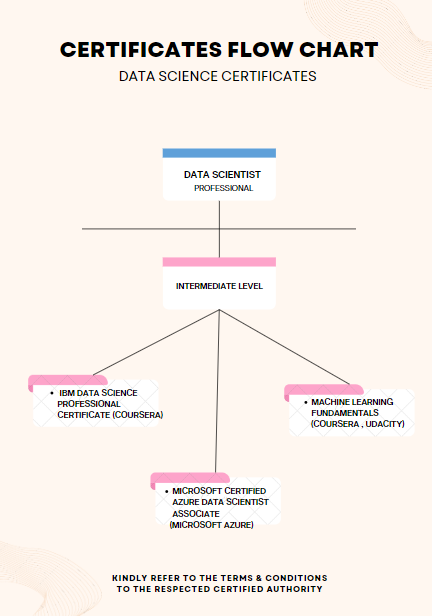 CERTIFICATES FLOW CHART
DATA SCIENCE CERTIFICATES
DATA SCIENTIST
PROFESSIONAL
INTERMEDIATE LEVEL
• IBM DATA SCIENCE
PROFESSIONAL
CERTIFICATE (COURSERA)
• MACHINE LEARNING
FUNDAMENTALS
(COURSERA , UDACITY)
• MICROSOFT CERTIFIED
AZURE DATA SCIENTIST
ASSOCIATE
(MICROSOFT AZURE)
KINDLY REFER TO THE TERMS & CONDITIONS
TO THE RESPECTED CERTIFIED AUTHORITY